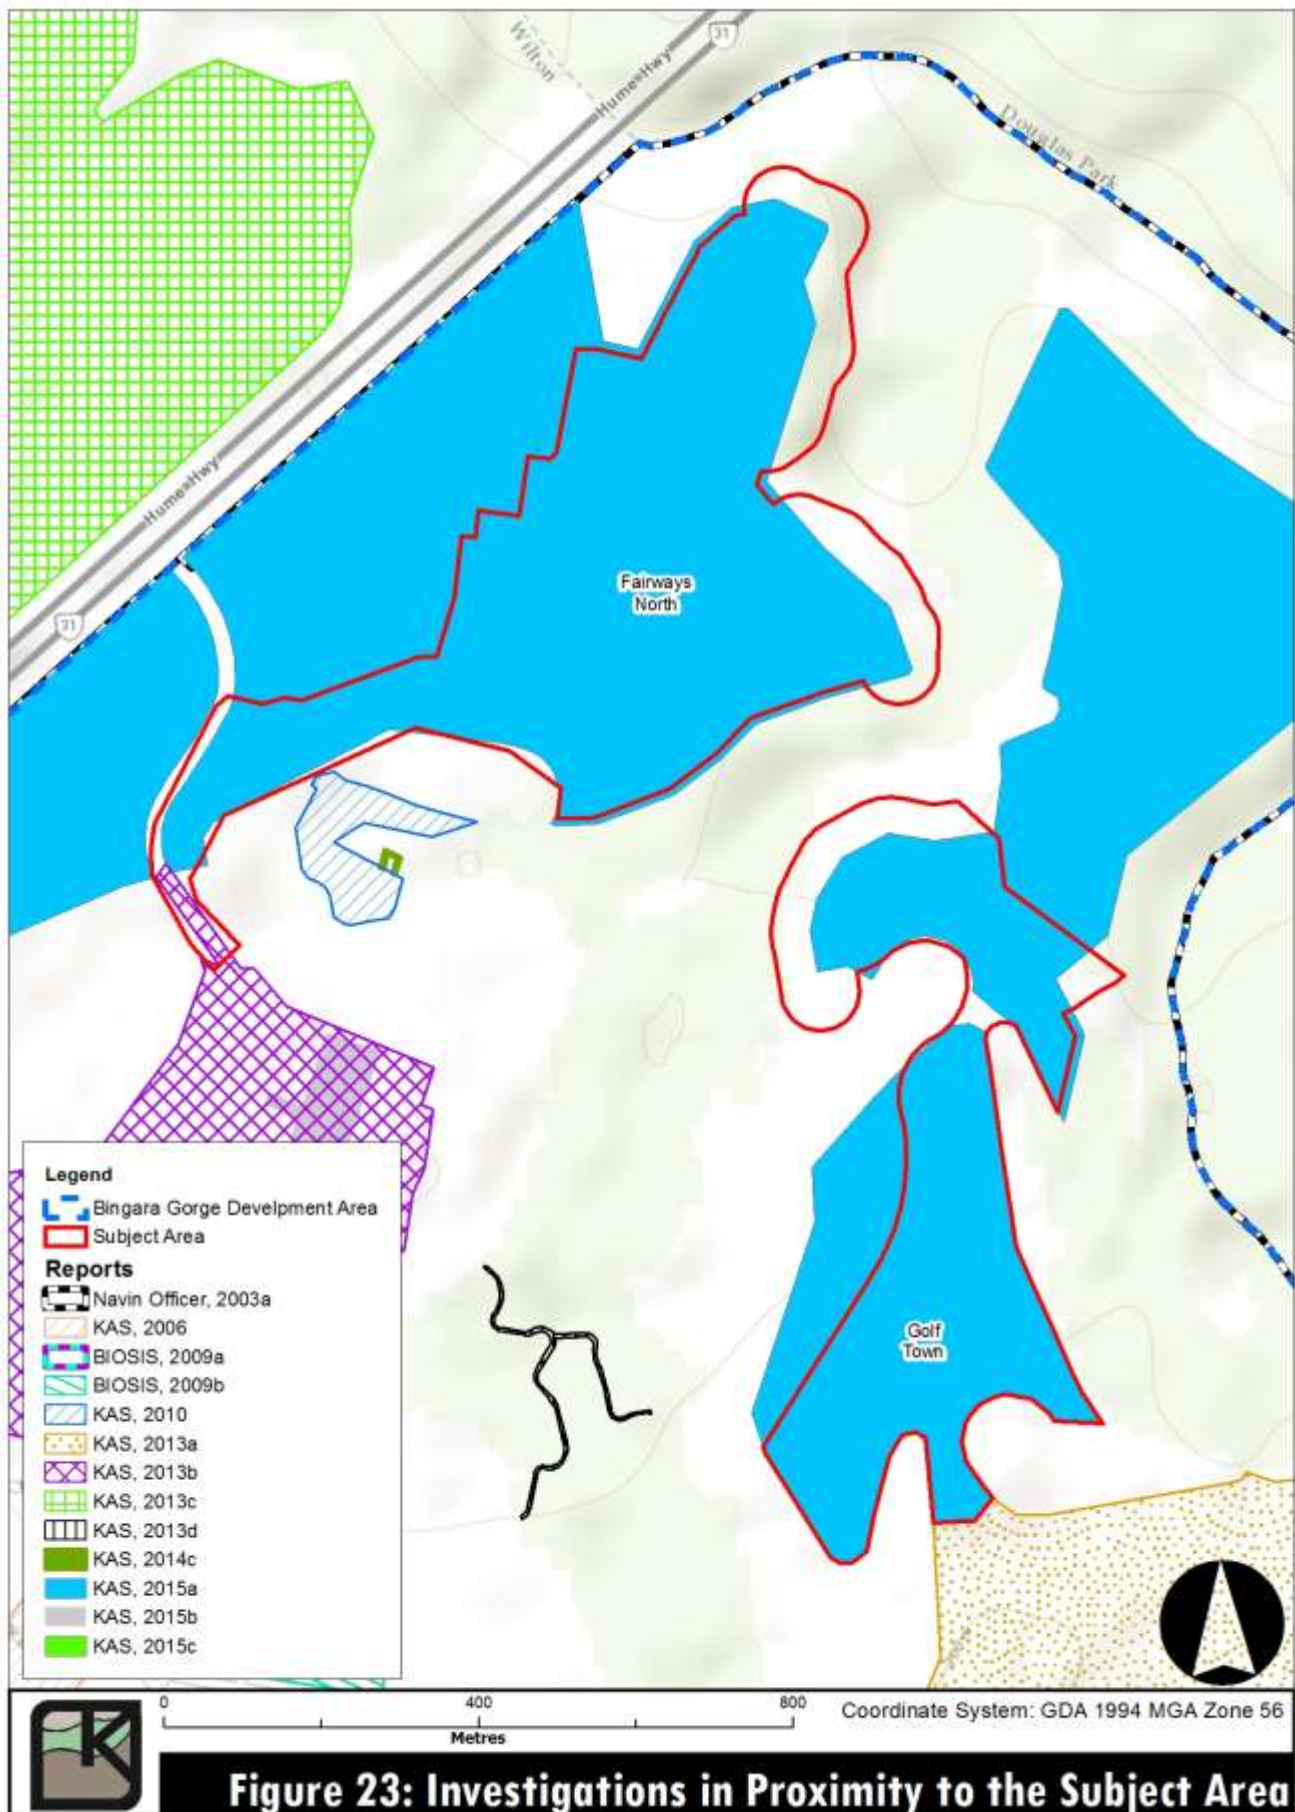 Wilton
31
Hume Hwy
Douglas Park
Hume Hwy
Fairways
North
31
Golf
Town
Legend
Bingara Gorge Develpment Area
Subject Area
Reports
Navin Officer, 2003a
KAS, 2006
BIOSIS, 2009a
BIOSIS, 2009b
KAS, 2010
KAS, 2013a
KAS, 2013b
KAS, 2013c
KAS, 2013d
KAS, 2014c
KAS, 2015a
KAS, 2015b
KAS, 2015c
0 400 800
Metres
Coordinate System: GDA 1994 MGA Zone 56
K
Figure 23: Investigations in Proximity to the Subject Area